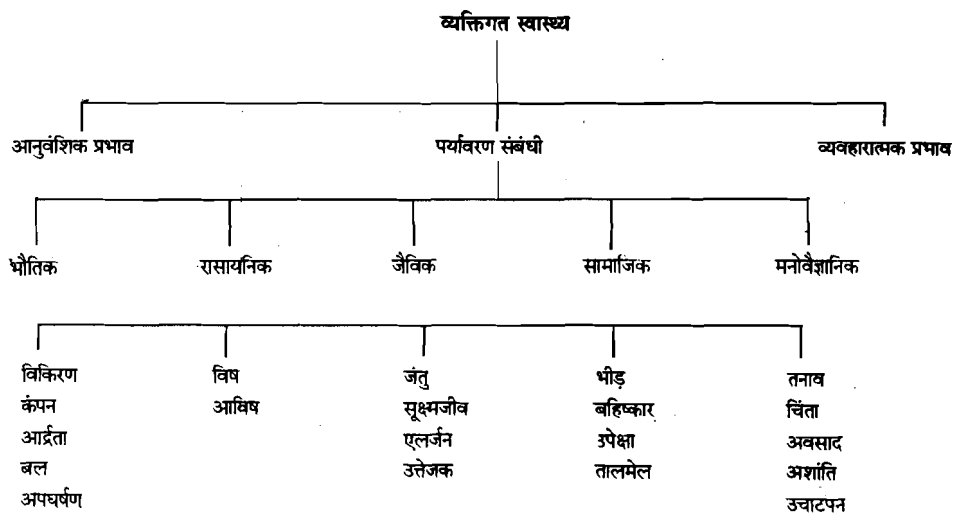 व्यक्तिगत स्वास्थ्य
आनुवंशिक प्रभाव पर्यावरण संबंधी व्यवहारात्मक प्रभाव
भौतिक रासायनिक जैविक सामाजिक मनोवैज्ञानिक
विकिरण विष जंतु भीड़ तनाव
कंपन आविष सूक्ष्मजीव बहिष्कार चिंता
आर्द्रता एलर्जन उपेक्षा अवसाद
बल उत्तेजक तालमेल अशांति
अपघर्षण उचाटपन